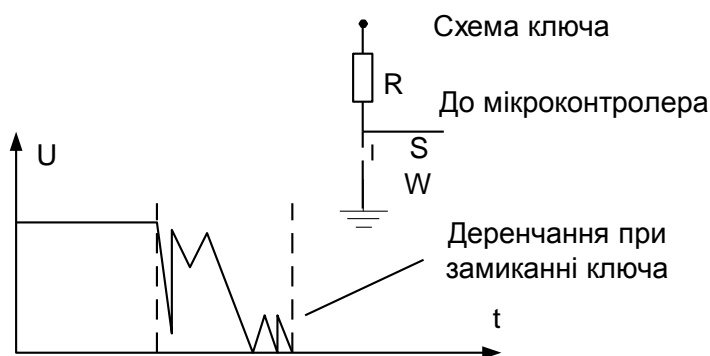 Схема ключа
R
До мікроконтролера
S
W
U
Деренчання при
замиканні ключа
t